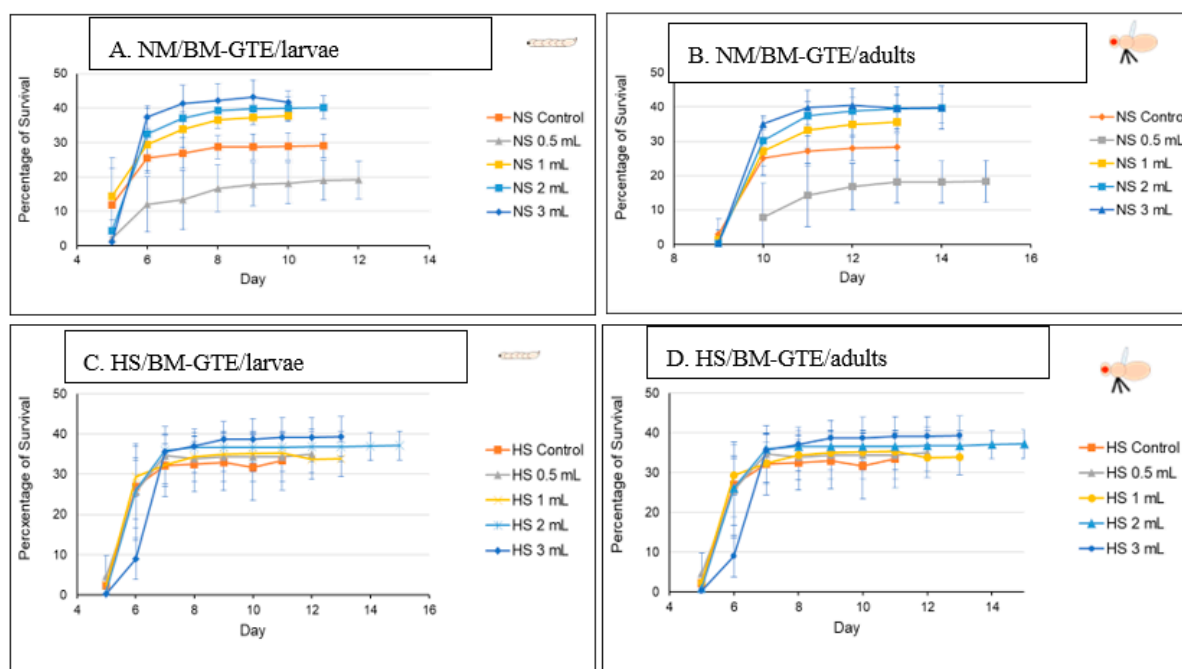 A. NM/BM-GTE/larvae
50
40
30
20
10
0
Percentage of Survival
4 6 8 10 12 14
Day
NS Control
NS 0.5 mL
NS 1 mL
NS 2 mL
NS 3 mL
B. NM/BM-GTE/adults
50
40
30
20
10
0
Percentage of Survival
8 10 12 14 16
Day
NS Control
NS 0.5 mL
NS 1 mL
NS 2 mL
NS 3 mL
C. HS/BM-GTE/larvae
50
40
30
20
10
0
Percxentage of Survival
4 6 8 10 12 14 16
Day
HS Control
HS 0.5 mL
HS 1 mL
HS 2 mL
HS 3 mL
D. HS/BM-GTE/adults
50
40
30
20
10
0
Percentage of Survival
4 6 8 10 12 14
Day
HS Control
HS 0.5 mL
HS 1 mL
HS 2 mL
HS 3 mL